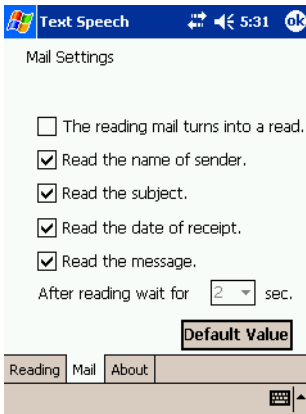 Text Speech 5:31 ok
Mail Settings
The reading mail turns into a read.
Read the name of sender.
Read the subject.
Read the date of receipt.
Read the message.
After reading wait for 2 sec.
Default Value
Reading Mail About